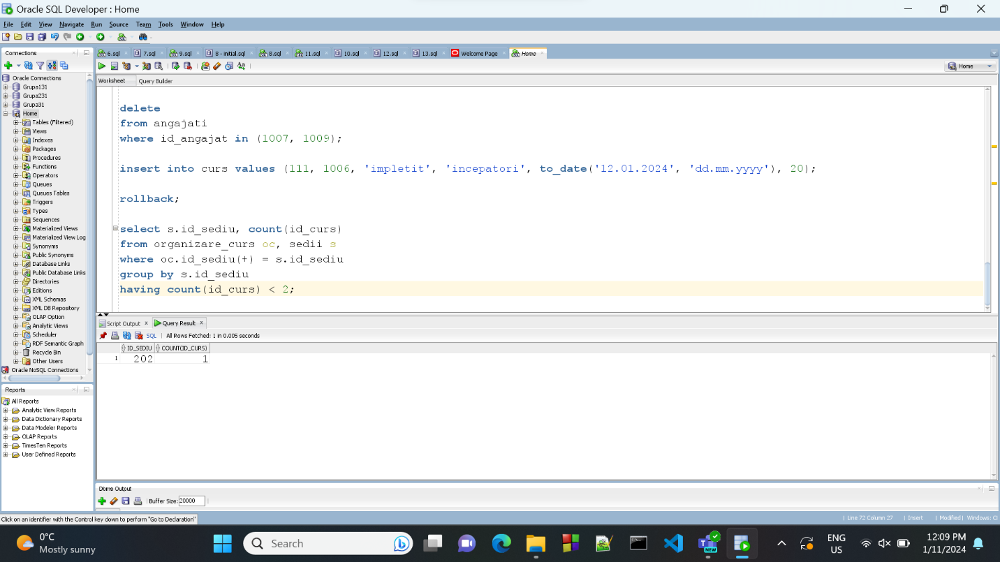 Oracle SQL Developer : Home
File Edit View Navigate Run Source Team Tools Window Help
Connections
6.sql 7.sql 9.sql 8 - initial.sql 8.sql 11.sql 10.sql 12.sql 13.sql Welcome Page Home
Home
Worksheet Query Builder
Oracle Connections
Grupa131
Grupa231
Grupa31
Home
Tables (Filtered)
Views
Indexes
Packages
Procedures
Functions
Operators
Queues
Queues Tables
Triggers
Types
Sequences
Materialized Views
Materialized View Log
Synonyms
Public Synonyms
Database Links
Public Database Links
Directories
Editions
XML Schemas
XML DB Repository
OLAP Option
Analytic Views
Scheduler
RDF Semantic Graph
Recycle Bin
Other Users
Oracle NoSQL Connections
delete
from angajati
where id_angajat in (1007, 1009);
insert into curs values (111, 1006, 'impletit', 'incepatori', to_date('12.01.2024', 'dd.mm.yyyy'), 20);
rollback;
select s.id_sediu, count(id_curs)
from organizare_curs oc, sedii s
where oc.id_sediu(+) = s.id_sediu
group by s.id_sediu
having count(id_curs) < 2;
Script Output x Query Result x
SQL | All Rows Fetched: 1 in 0.005 seconds
ID_SEDIU COUNT(ID_CURS)
1 202 1
Reports
All Reports
Analytic View Reports
Data Dictionary Reports
Data Modeler Reports
OLAP Reports
TimesTen Reports
User Defined Reports
Dbms Output
Buffer Size: 20000
Click on an identifier with the Control key down to perform "Go to Declaration"
| Line 72 Column 27 | Insert | Modified | Windows: Cl
0°C
Mostly sunny
Search
NEW
ENG
US
12:09 PM
1/11/2024